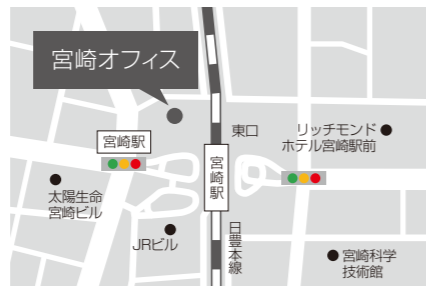 宮崎オフィス
宮崎駅
東口
リッチモンド
ホテル宮崎駅前
宮崎駅
太陽生命
宮崎ビル
JRビル
日豊本線
宮崎科学
技術館